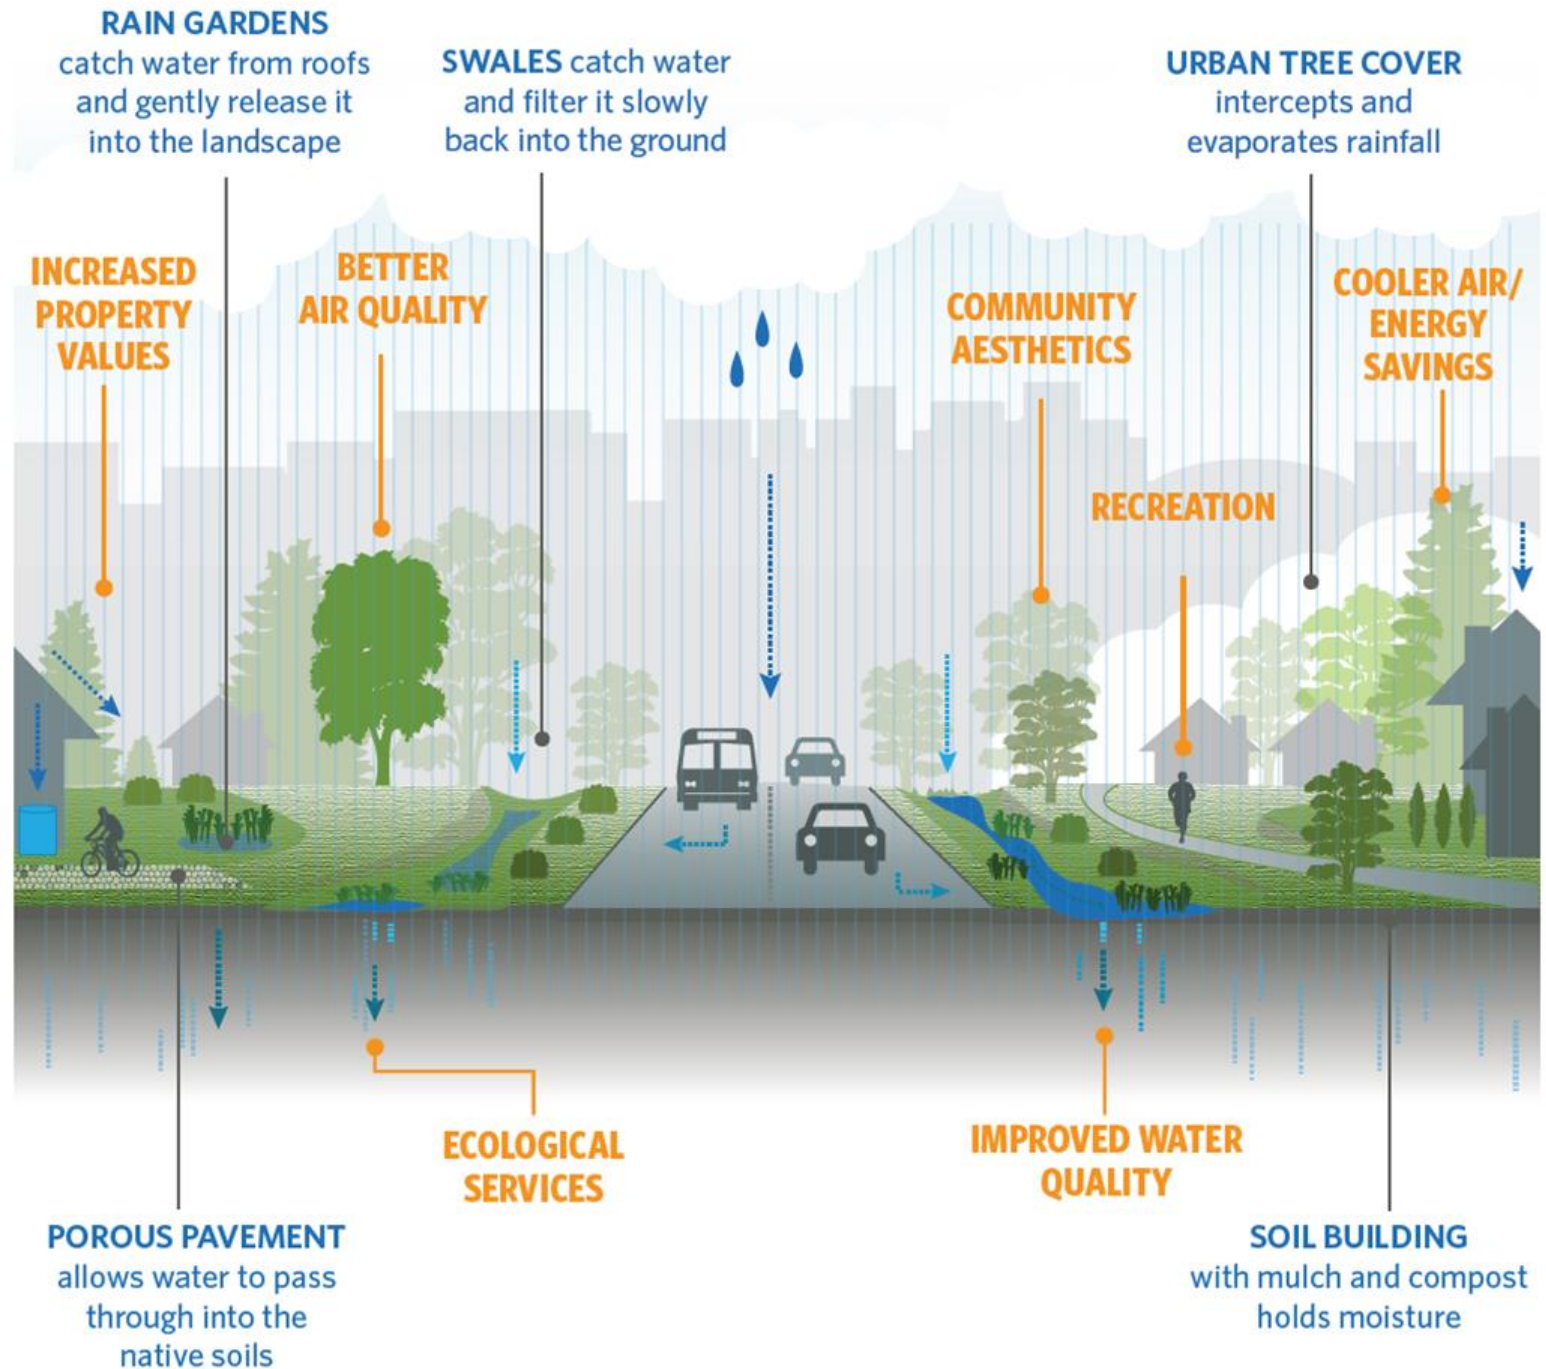 RAIN GARDENS
catch water from roofs
and gently release it
into the landscape
SWALES catch water
and filter it slowly
back into the ground
URBAN TREE COVER
intercepts and
evaporates rainfall
INCREASED
PROPERTY
VALUES
BETTER
AIR QUALITY
COMMUNITY
AESTHETICS
COOLER AIR/
ENERGY
SAVINGS
RECREATION
ECOLOGICAL
SERVICES
IMPROVED WATER
QUALITY
POROUS PAVEMENT
allows water to pass
through into the
native soils
SOIL BUILDING
with mulch and compost
holds moisture